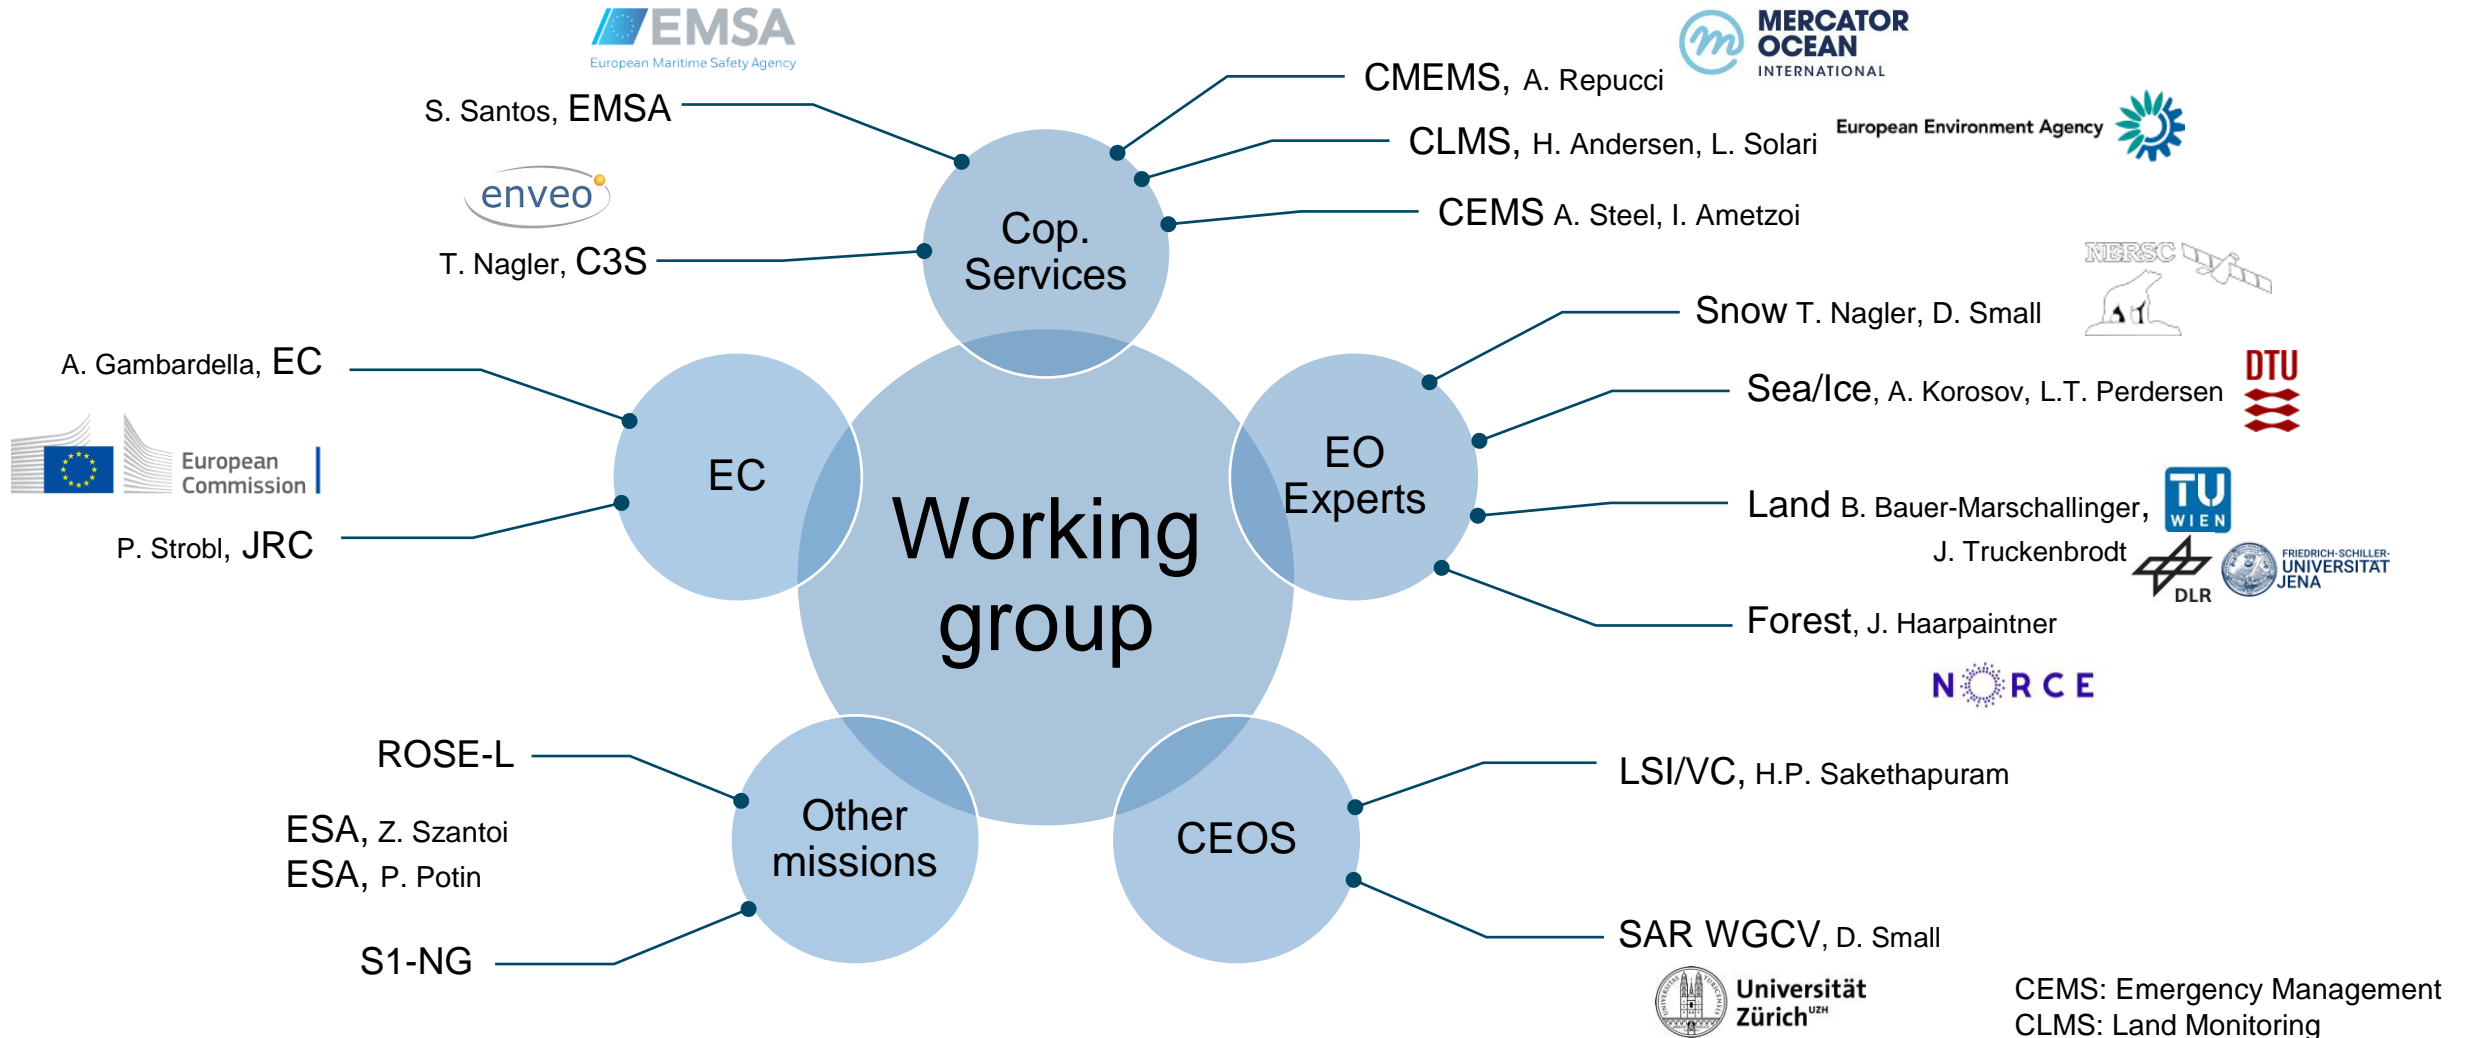 EMSA
European Maritime Safety Agency
MERCATOR
OCEAN
INTERNATIONAL
S. Santos, EMSA
CMEMS, A. Repucci
European Environment Agency
CLMS, H. Andersen, L. Solari
enveo
CEMS A. Steel, I. Ametzoi
T. Nagler, C3S
Cop.
Services
NERSC
Snow T. Nagler, D. Small
A. Gambardella, EC
Sea/Ice, A. Korosov, L.T. Perdersen
DTU
European
Commission
EC
EO
Experts
P. Strobl, JRC
Working
group
Land B. Bauer-Marschallinger,
TU
WIEN
J. Truckenbrodt
DLR
FRIEDRICH-SCHILLER-
UNIVERSITÄT
JENA
Forest, J. Haarpaintner
NORCE
ROSE-L
ESA, Z. Szantoi
ESA, P. Potin
S1-NG
Other
missions
CEOS
LSI/VC, H.P. Sakethapuram
SAR WGCV, D. Small
Universität
Zürich UZH
CEMS: Emergency Management
CLMS: Land Monitoring